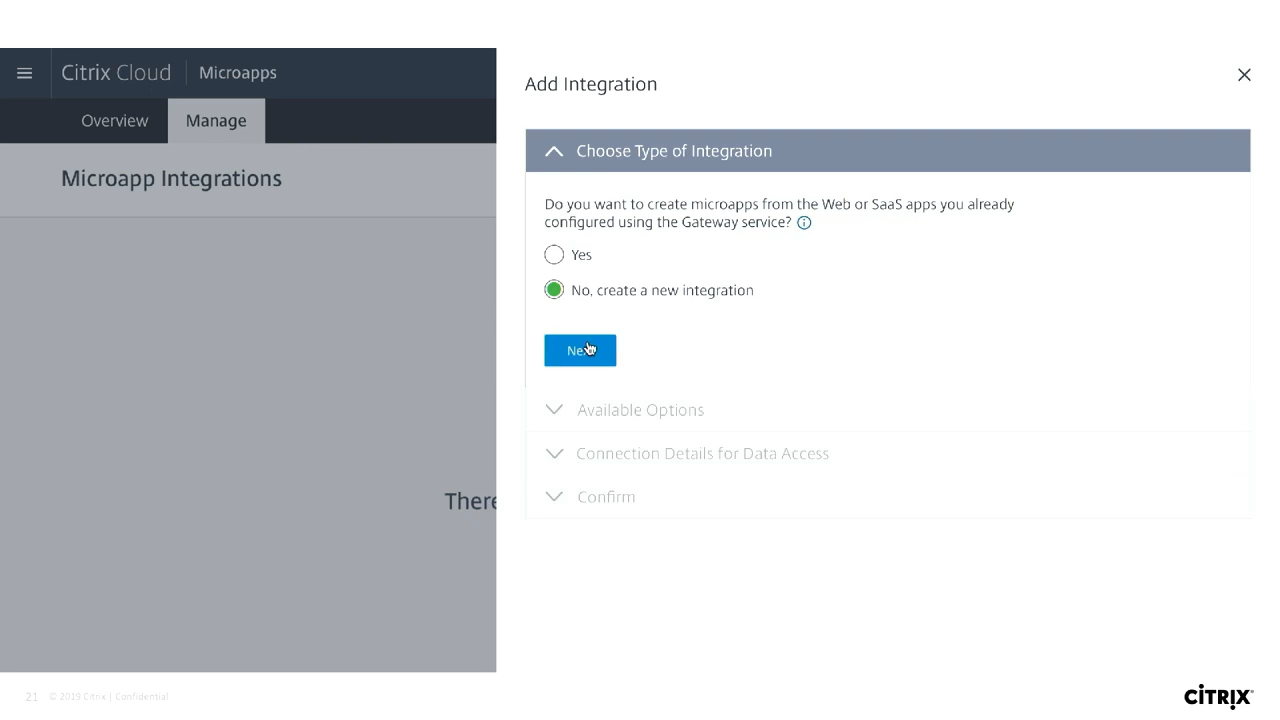 Citrix Cloud
Microapps
Overview
Manage
Microapp Integrations
There
Add Integration
Choose Type of Integration
Do you want to create microapps from the Web or SaaS apps you already
configured using the Gateway service?
Yes
No, create a new integration
Available Options
Connection Details for Data Access
Confirm
21 © 2019 Citrix | Confidential
CITRIX